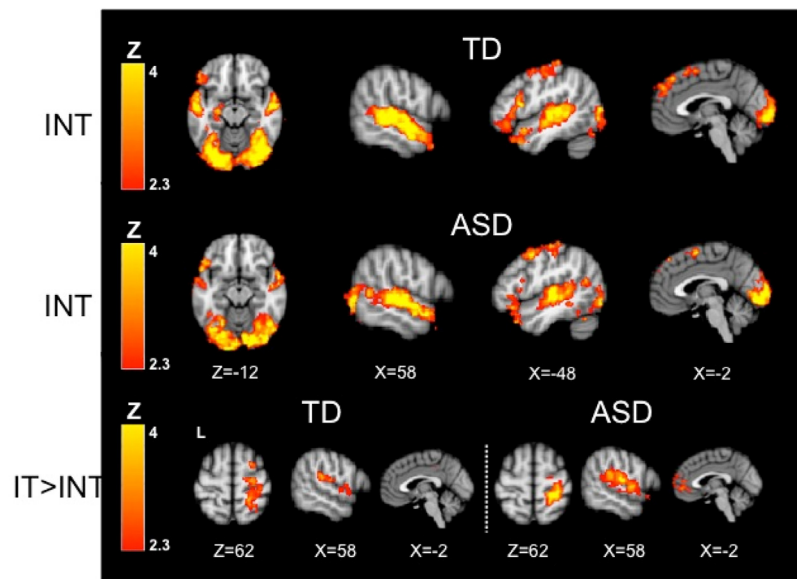 TD
Z
4
INT
2.3
ASD
Z
4
INT
2.3
Z=-12 X=58 X=-48 X=-2
TD ASD
Z
4
L
IT>INT
2.3
Z=62 X=58 X=-2 Z=62 X=58 X=-2